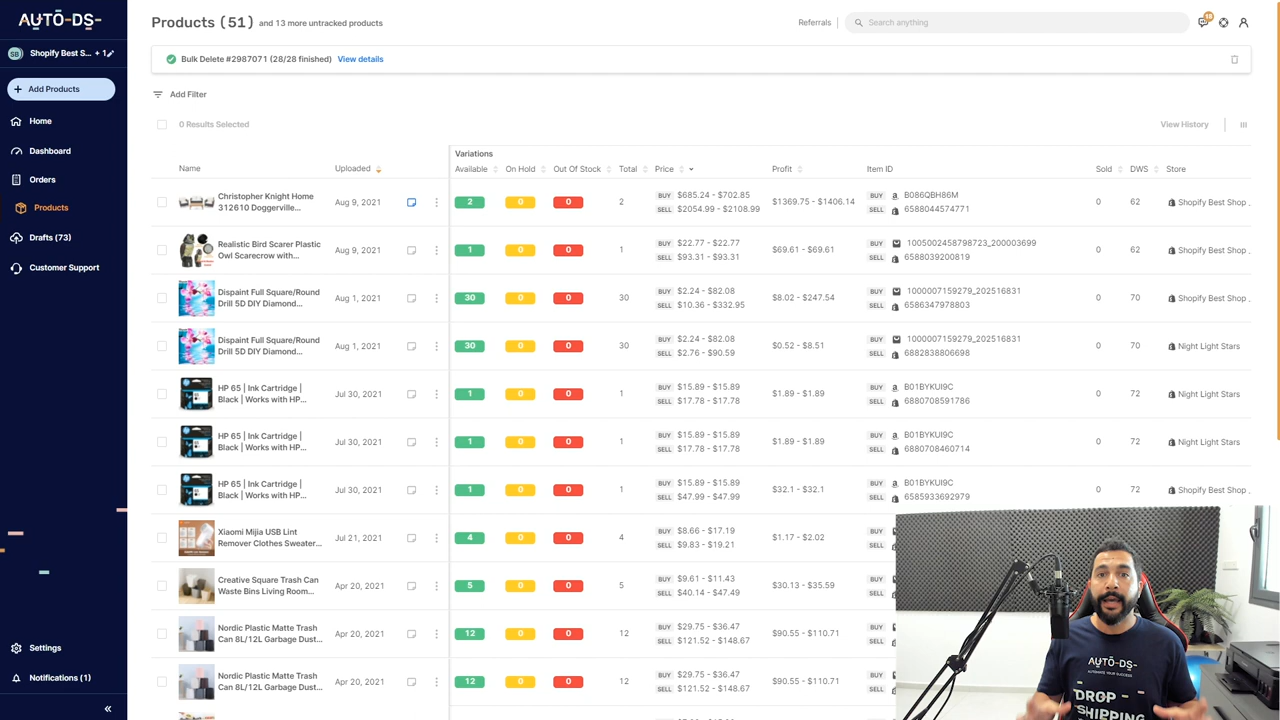 AUTO-DS-
Products (51) and 13 more untracked products
Referrals
Search anything
19
SB Shopify Best S... + 1
Bulk Delete #2987071 (28/28 finished) View details
+ Add Products
Add Filter
Home
0 Results Selected
View History
Dashboard
Orders
Products
Drafts (73)
Customer Support
Settings
Notifications (1)
«
Variations
Name Uploaded Available On Hold Out Of Stock Total Price Profit Item ID Sold DWS Store
Christopher Knight Home
312610 Doggerville...
Aug 9, 2021 2 0 0 2
BUY $685.24 - $702.85
SELL $2054.99 - $2108.99
$1369.75 - $1406.14
BUY B086QBH86M
SELL 6588044574771
0 62 Shopify Best Shop .
Realistic Bird Scarer Plastic
Owl Scarecrow with...
Aug 9, 2021 1 0 0 1
BUY $22.77 - $22.77
SELL $93.31 - $93.31
$69.61 - $69.61
BUY 1005002458798723_200003699
SELL 6588039200819
0 62 Shopify Best Shop .
Dispaint Full Square/Round
Drill 5D DIY Diamond...
Aug 1, 2021 30 0 0 30
BUY $2.24 - $82.08
SELL $10.36 - $332.95
$8.02 - $247.54
BUY 1000007159279_202516831
SELL 6586347978803
0 70 Shopify Best Shop .
Dispaint Full Square/Round
Drill 5D DIY Diamond...
Aug 1, 2021 30 0 0 30
BUY $2.24 - $82.08
SELL $2.76 - $90.59
$0.52 - $8.51
BUY 1000007159279_202516831
SELL 6882838806698
0 70 Night Light Stars
HP 65 | Ink Cartridge |
Black | Works with HP...
Jul 30, 2021 1 0 0 1
BUY $15.89 - $15.89
SELL $17.78 - $17.78
$1.89 - $1.89
BUY B01BYKUI9C
SELL 6880708591786
0 72 Night Light Stars
HP 65 | Ink Cartridge |
Black | Works with HP...
Jul 30, 2021 1 0 0 1
BUY $15.89 - $15.89
SELL $17.78 - $17.78
$1.89 - $1.89
BUY B01BYKUI9C
SELL 6880708460714
0 72 Night Light Stars
HP 65 | Ink Cartridge |
Black | Works with HP...
Jul 30, 2021 1 0 0 1
BUY $15.89 - $15.89
SELL $47.99 - $47.99
$32.1 - $32.1
BUY B01BYKUI9C
SELL 6585933692979
0 72 Shopify Best Shop .
Xiaomi Mijia USB Lint
Remover Clothes Sweater...
Jul 21, 2021 4 0 0 4
BUY $8.66 - $17.19
SELL $9.83 - $19.21
$1.17 - $2.02
BUY
SELL
Creative Square Trash Can
Waste Bins Living Room...
Apr 20, 2021 5 0 0 5
BUY $9.61 - $11.43
SELL $40.14 - $47.49
$30.13 - $35.59
BUY
SELL
Nordic Plastic Matte Trash
Can 8L/12L Garbage Dust...
Apr 20, 2021 12 0 0 12
BUY $29.75 - $36.47
SELL $121.52 - $148.67
$90.55 - $110.71
BUY
SELL
Nordic Plastic Matte Trash
Can 8L/12L Garbage Dust...
Apr 20, 2021 12 0 0 12
BUY $29.75 - $36.47
SELL $121.52 - $148.67
$90.55 - $110.71
BUY
SELL
AUTO-DS-
AUTOMATE YOUR SUCCESS
DROP -
SHIPPING